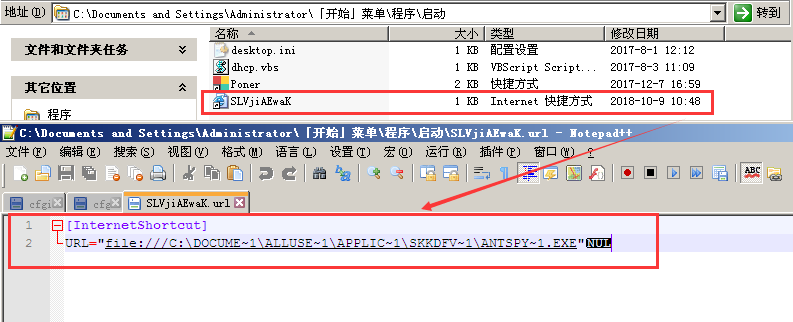 地址(D) C:\Documents and Settings\Administrator\「开始」菜单\程序\启动 转到
名称 大小 类型 修改日期
文件和文件夹任务
desktop.ini 1 KB 配置设置 2017-8-1 12:12
dhcp.vbs 1 KB VBScript Script... 2017-8-3 11:09
其它位置
Poner 2 KB 快捷方式 2017-12-7 16:59
SLVjiAEwaK 1 KB Internet 快捷方式 2018-10-9 10:48
程序
C:\Documents and Settings\Administrator\「开始」菜单\程序\启动\SLVjiAEwaK.url - Notepad++
文件(F) 编辑(E) 搜索(S) 视图(V) 格式(M) 语言(L) 设置(T) 宏(O) 运行(R) 插件(P) 窗口(W) ?
ABC
cfgi cfg SLVjiAEwaK.url
1 [InternetShortcut]
2 URL="file:///C:\DOCUME~1\ALLUSE~1\APPLIC~1\SKKDFV~1\ANTSPY~1.EXE"NUL